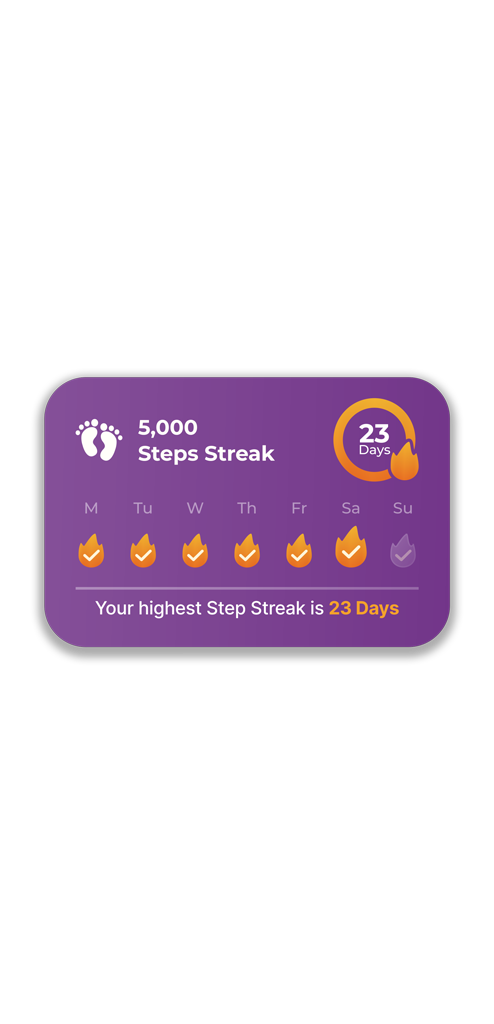 5,000
Steps Streak
23
Days
M Tu W Th Fr Sa Su
Your highest Step Streak is 23 Days